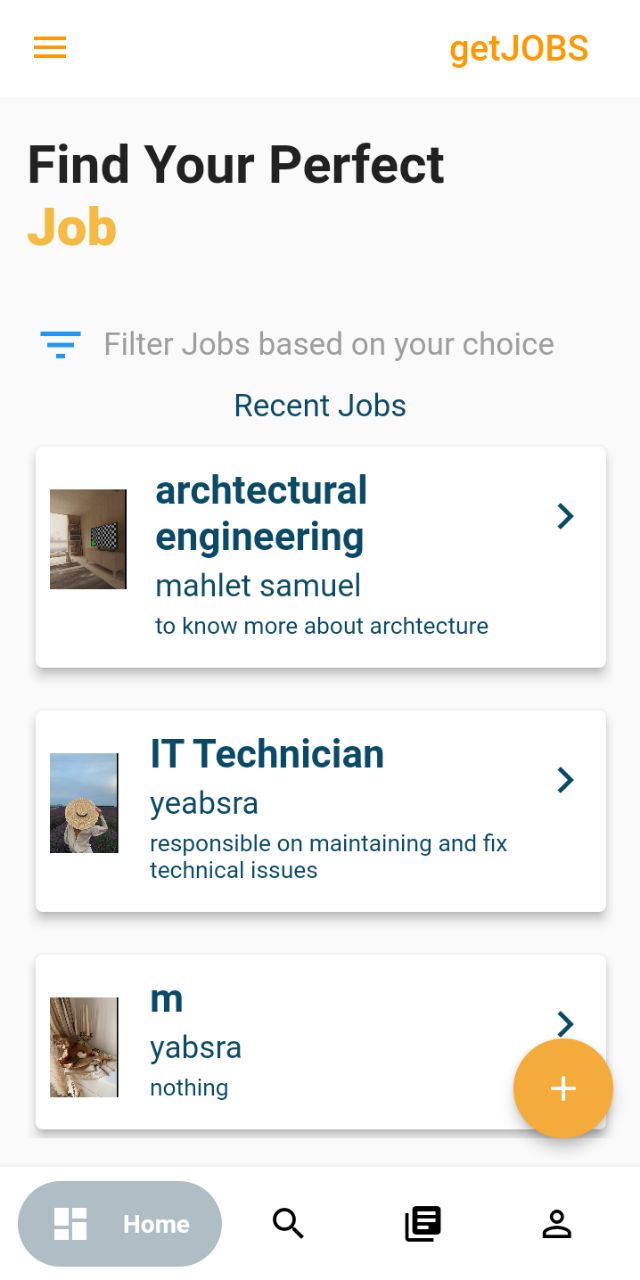 getJOBS
Find Your Perfect
Job
Filter Jobs based on your choice
Recent Jobs
archtectural
engineering
mahlet samuel
to know more about archtecture
IT Technician
yeabsra
responsible on maintaining and fix
technical issues
m
yabsra
nothing
Home